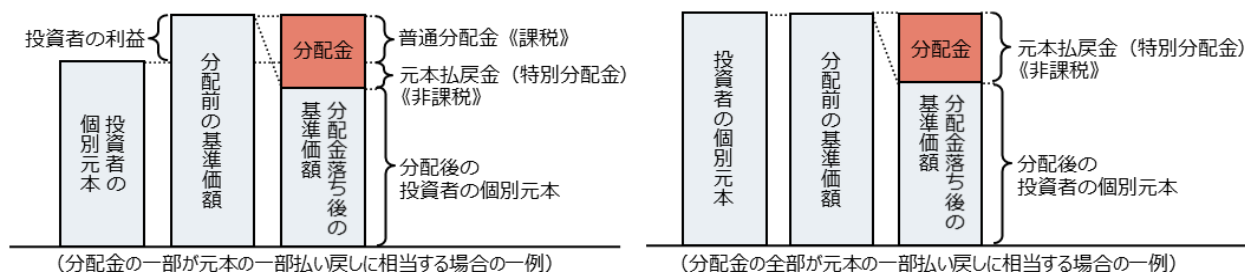 投資者の利益
投資者の
個別元本
分配前の基準価額
分配金
分配金落ち後の
基準価額
普通分配金《課税》
元本払戻金（特別分配金）
《非課税》
分配後の
投資者の個別元本
（分配金の一部が元本の一部払い戻しに相当する場合の一例）
投資者の個別元本
分配前の基準価額
分配金
分配金落ち後の
基準価額
元本払戻金（特別分配金）
《非課税》
分配後の
投資者の個別元本
（分配金の全部が元本の一部払い戻しに相当する場合の一例）